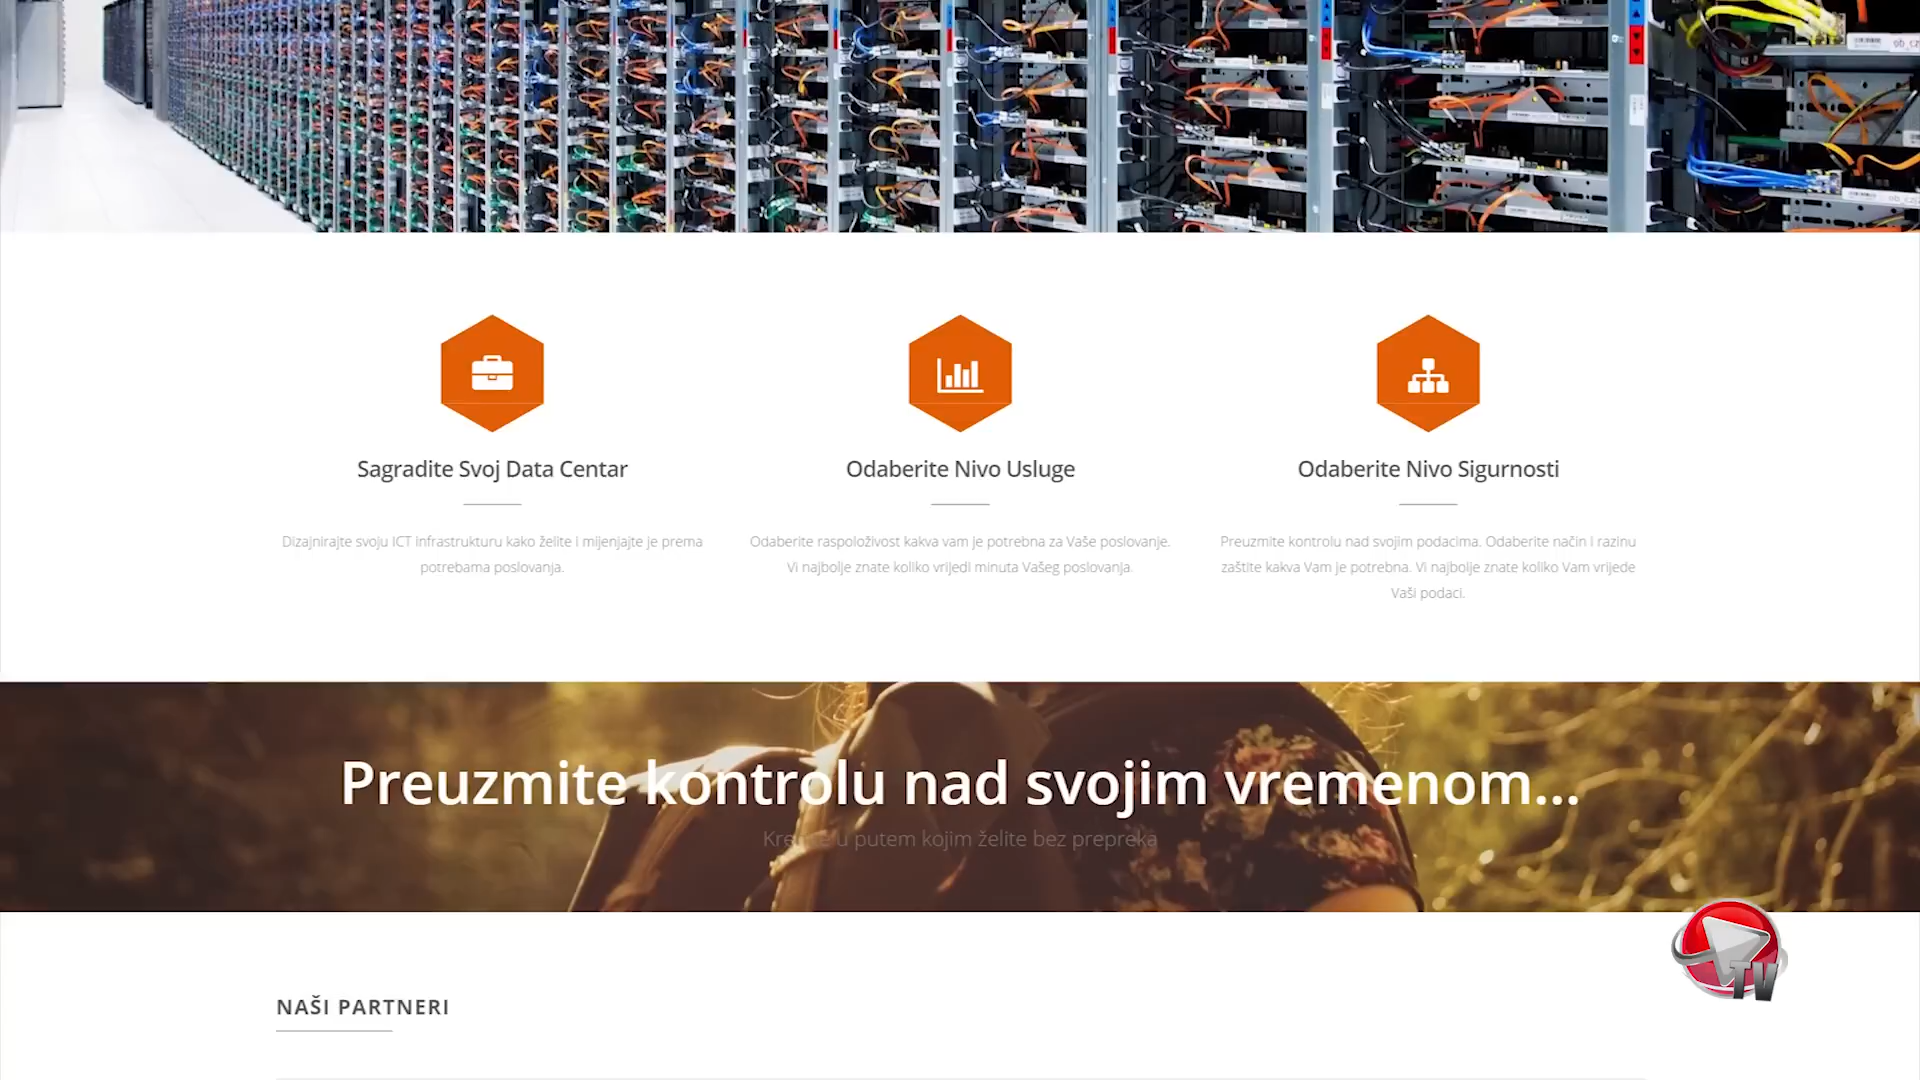 Sagradite Svoj Data Centar
Dizajnirajte svoju ICT infrastrukturu kako želite i mijenjajte je prema
potrebama poslovanja.
Odaberite Nivo Usluge
Odaberite raspoloživost kakva vam je potrebna za Vaše poslovanje.
Vi najbolje znate koliko vrijedi minuta Vašeg poslovanja.
Odaberite Nivo Sigurnosti
Preuzmite kontrolu nad svojim podacima. Odaberite način i razinu
zaštite kakva Vam je potrebna. Vi najbolje znate koliko Vam vrijede
Vaši podaci.
Preuzmite kontrolu nad svojim vremenom...
u putem kojim želite bez prepreka
NAŠI PARTNERI
TV